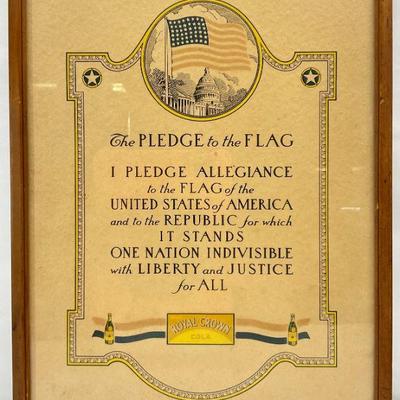 The PLEDGE to the FLAG
I PLEDGE ALLEGIANCE
to the FLAG of the
UNITED STATES of AMERICA
and to the REPUBLIC for which
IT STANDS
ONE NATION INDIVISIBLE
with LIBERTY and JUSTICE
for ALL
ROYAL CROWN
COLA